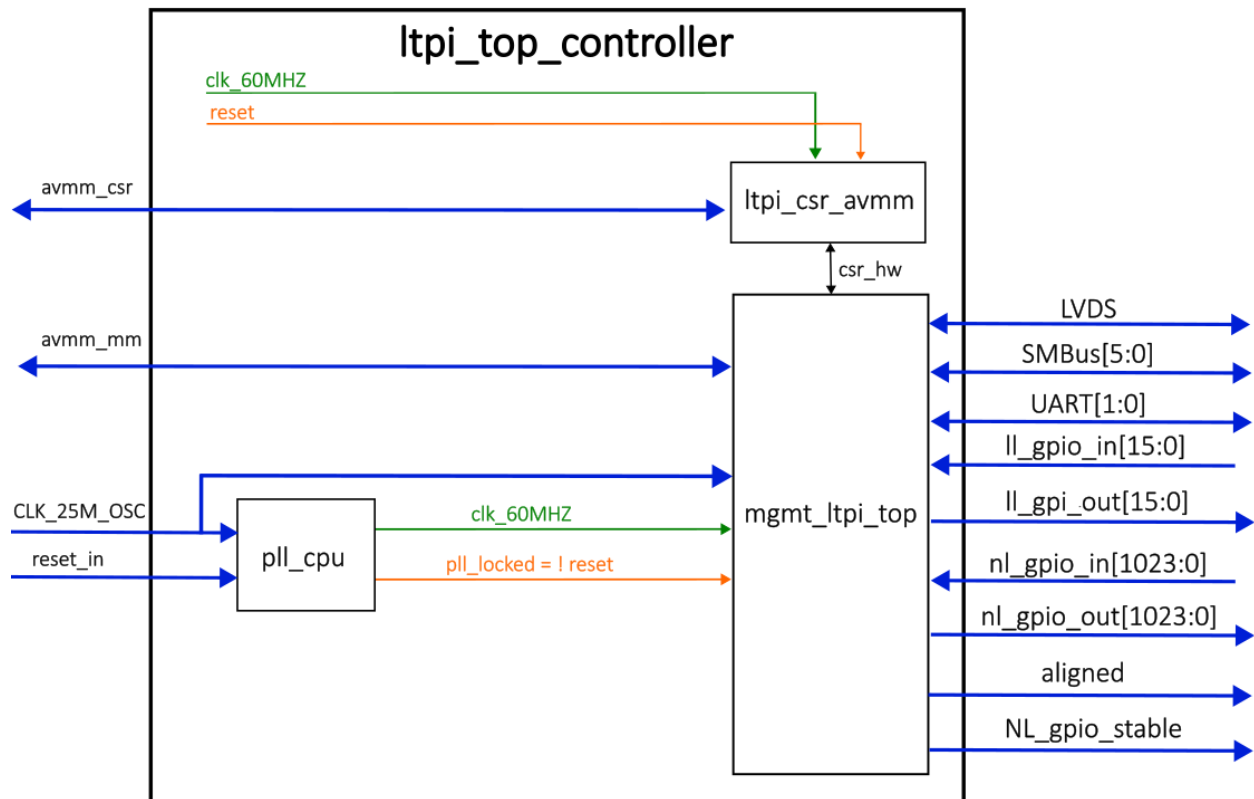 ltpi_top_controller
clk_60MHZ
reset
avmm_csr
ltpi_csr_avmm
csr_hw
avmm_mm
LVDS
SMBus[5:0]
UART[1:0]
ll_gpio_in[15:0]
ll_gpi_out[15:0]
nl_gpio_in[1023:0]
nl_gpio_out[1023:0]
aligned
NL_gpio_stable
mgmt_ltpi_top
CLK_25M_OSC
reset_in
pll_cpu
clk_60MHZ
pll_locked = ! reset